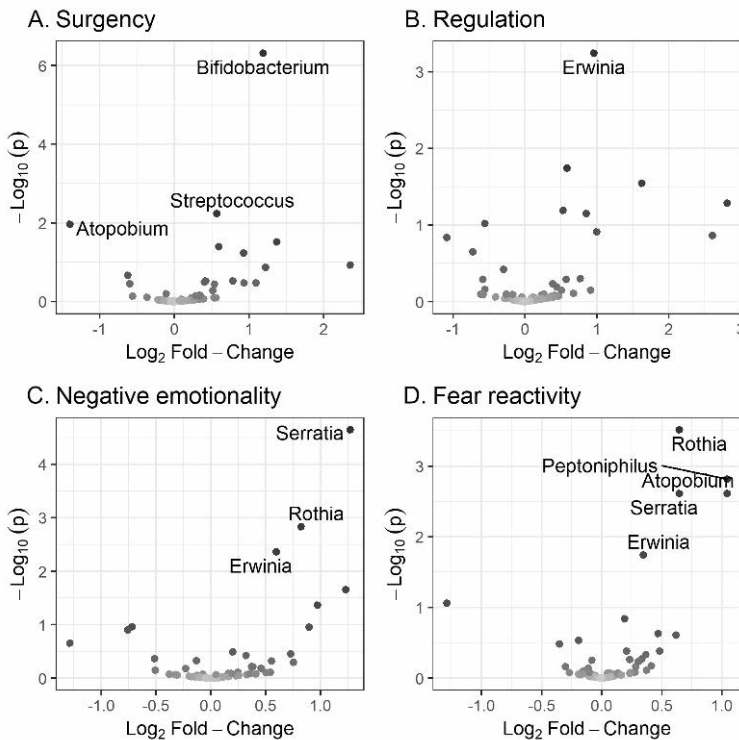 A. Surgency
− Log10 (p)
6
4
2
0
Bifidobacterium
Streptococcus
Atopobium
-1
0
1
2
Log2 Fold − Change
B. Regulation
− Log10 (p)
3
2
1
0
Erwinia
-1
0
1
2
Log2 Fold − Change
C. Negative emotionality
− Log10 (p)
4
3
2
1
0
Serratia
Rothia
Erwinia
-1.0
-0.5
0.0
0.5
1.0
Log2 Fold − Change
D. Fear reactivity
− Log10 (p)
3
2
1
0
Rothia
Peptoniphilus
Atopobium
Serratia
Erwinia
-1.0
-0.5
0.0
0.5
1.0
Log2 Fold − Change